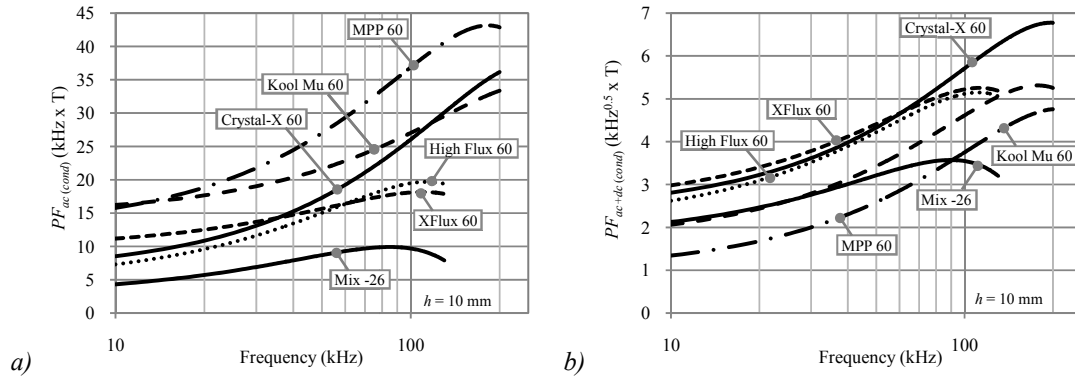 45
40
35
30
25
20
15
10
5
0
PFac(cond) (kHz x T)
MPP 60
Kool Mu 60
Crystal-X 60
High Flux 60
XFlux 60
Mix -26
h = 10 mm
10
100
Frequency (kHz)
a)
7
6
5
4
3
2
1
0
PFac+dc (cond) (kHz0.5 x T)
Crystal-X 60
XFlux 60
High Flux 60
Kool Mu 60
Mix -26
MPP 60
h = 10 mm
10
100
Frequency (kHz)
b)